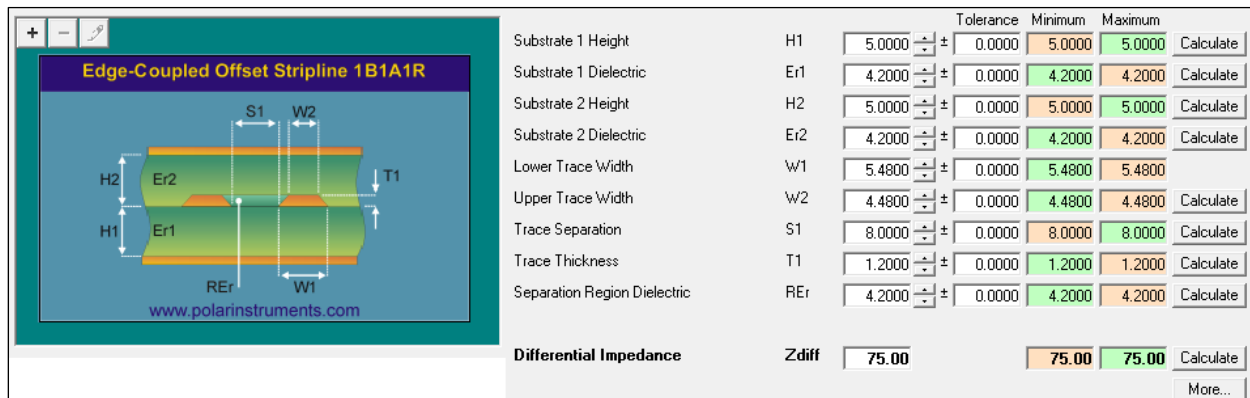 + −
Edge-Coupled Offset Stripline 1B1A1R
S1 W2
H2 Er2 T1
H1 Er1
REr W1
www.polarinstruments.com
Tolerance Minimum Maximum
Substrate 1 Height H1 5.0000 ± 0.0000 5.0000 5.0000 Calculate
Substrate 1 Dielectric Er1 4.2000 ± 0.0000 4.2000 4.2000 Calculate
Substrate 2 Height H2 5.0000 ± 0.0000 5.0000 5.0000 Calculate
Substrate 2 Dielectric Er2 4.2000 ± 0.0000 4.2000 4.2000 Calculate
Lower Trace Width W1 5.4800 ± 0.0000 5.4800 5.4800
Upper Trace Width W2 4.4800 ± 0.0000 4.4800 4.4800 Calculate
Trace Separation S1 8.0000 ± 0.0000 8.0000 8.0000 Calculate
Trace Thickness T1 1.2000 ± 0.0000 1.2000 1.2000 Calculate
Separation Region Dielectric REr 4.2000 ± 0.0000 4.2000 4.2000 Calculate
Differential Impedance Zdiff 75.00 75.00 75.00 Calculate
More...